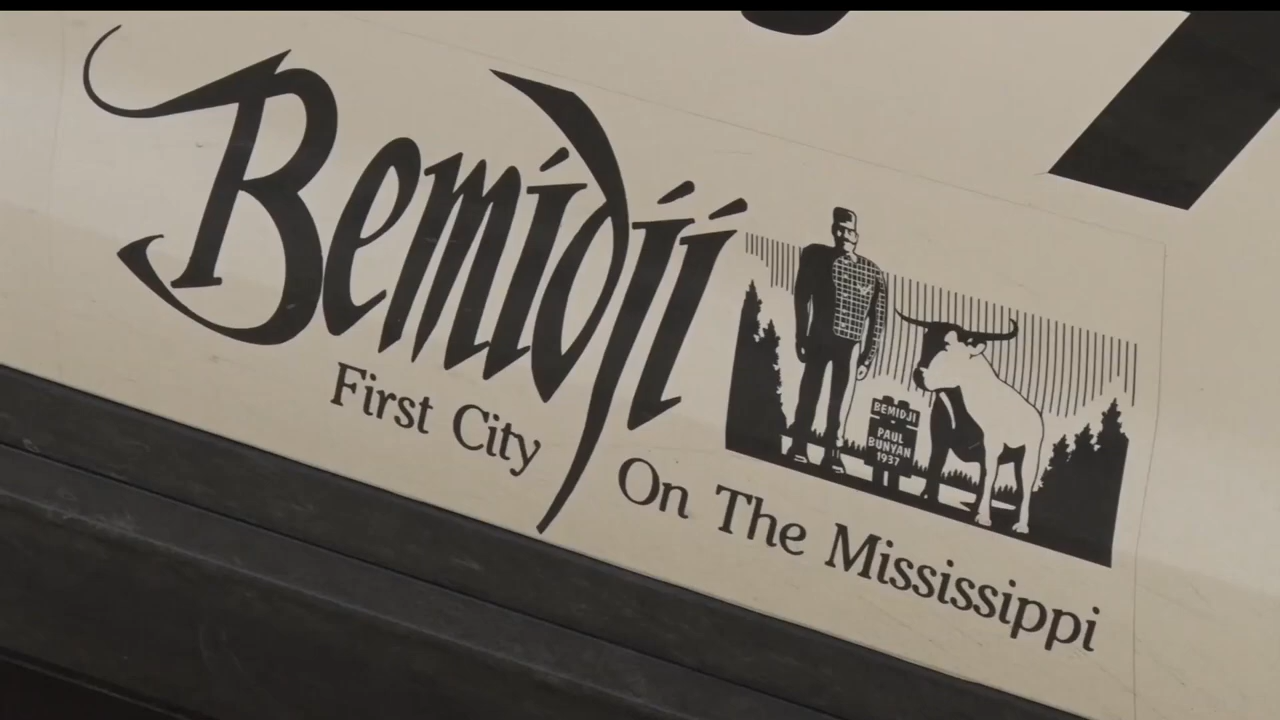 Bemidji
First City On The Mississippi
BEMIDJI
PAUL
BUNYAN
1937